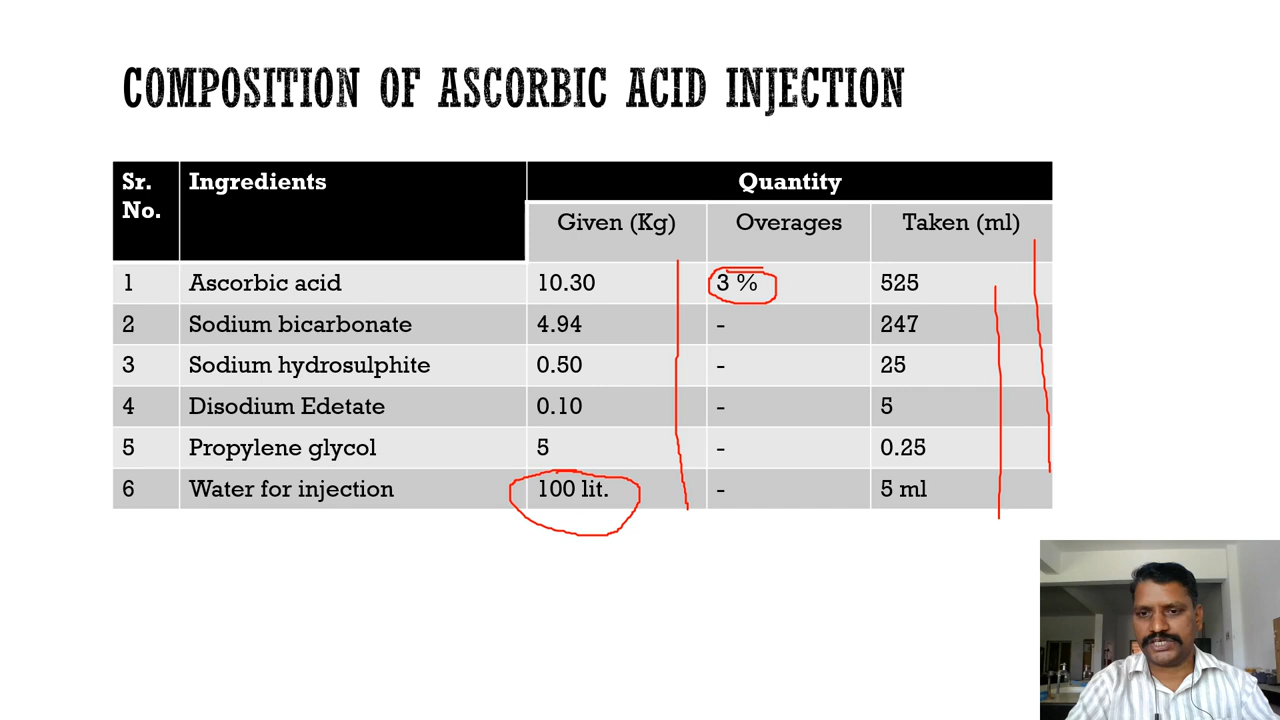 COMPOSITION OF ASCORBIC ACID INJECTION
Sr. No. Ingredients Quantity
Given (Kg) Overages Taken (ml)
1 Ascorbic acid 10.30 3 % 525
2 Sodium bicarbonate 4.94 - 247
3 Sodium hydrosulphite 0.50 - 25
4 Disodium Edetate 0.10 - 5
5 Propylene glycol 5 - 0.25
6 Water for injection 100 lit. - 5 ml